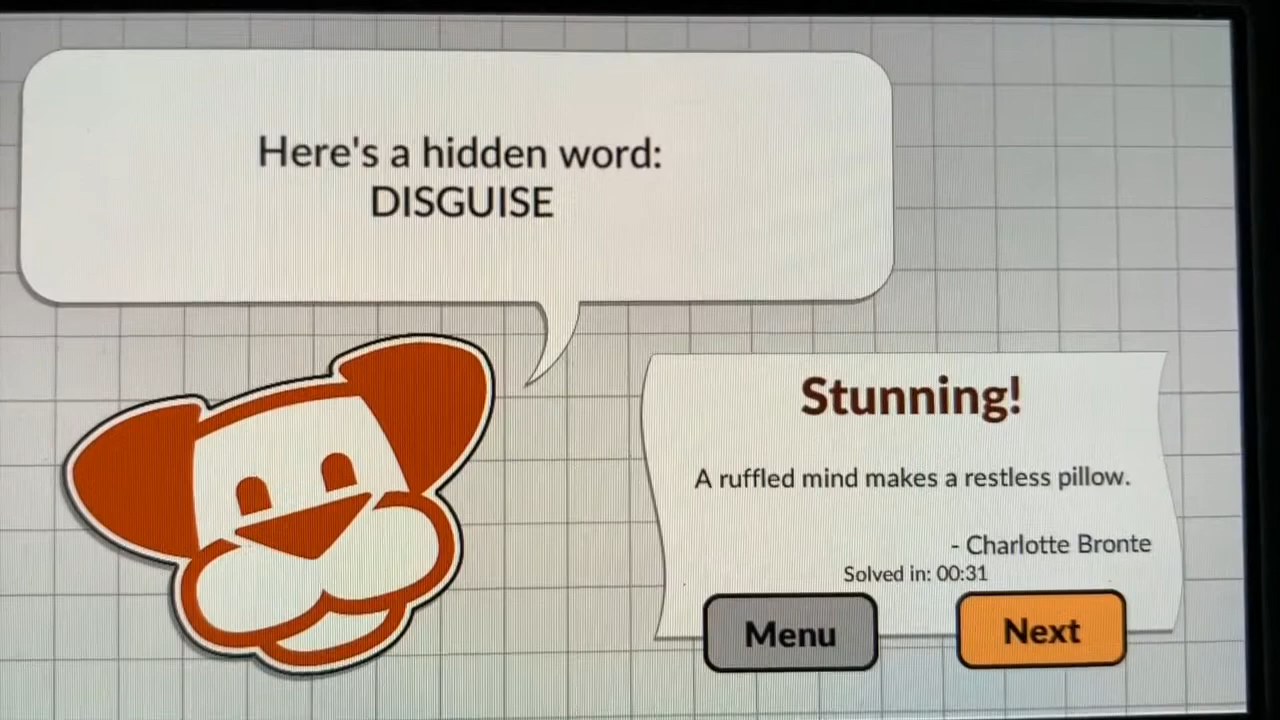 Here's a hidden word:
DISGUISE
Stunning!
A ruffled mind makes a restless pillow.
- Charlotte Bronte
Solved in: 00:31
Menu
Next